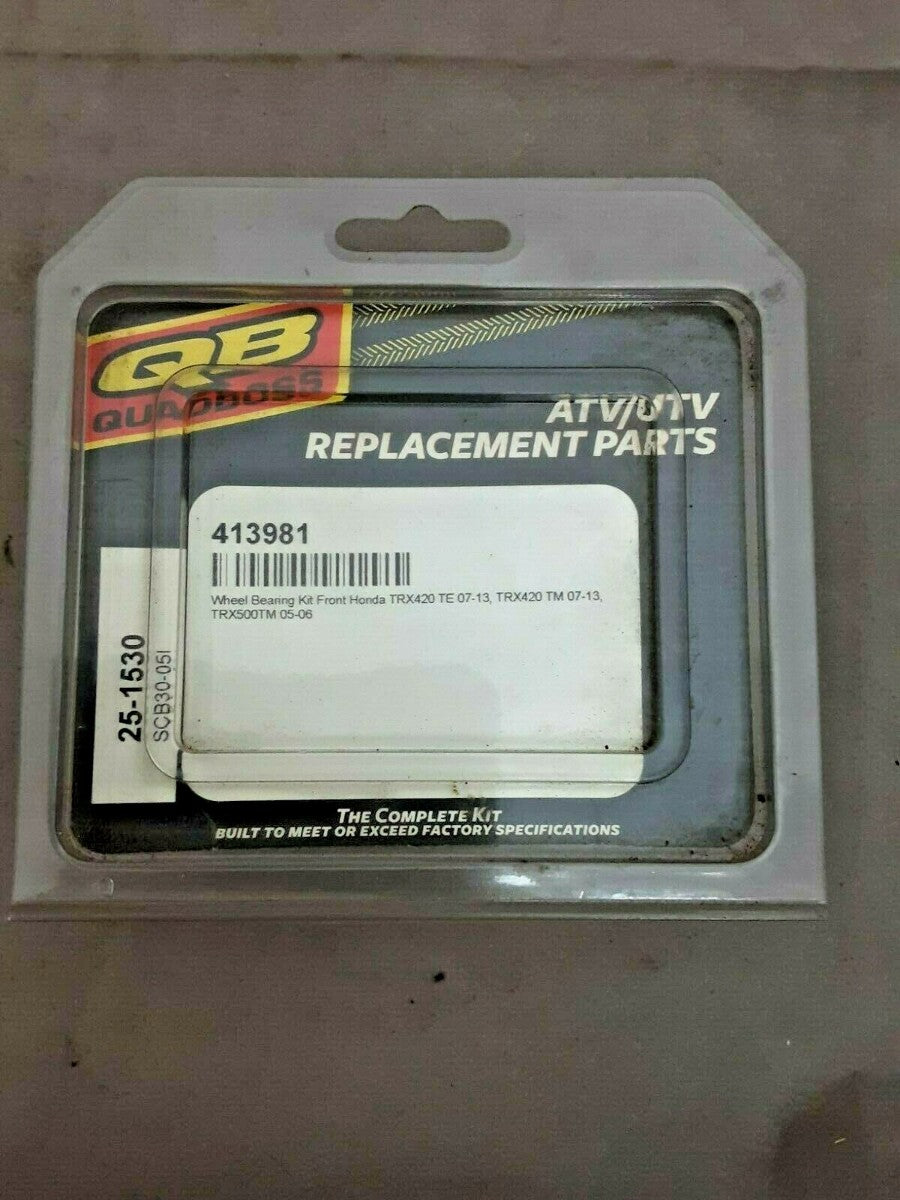 QB
QUADBOSS
ATV/UTV
REPLACEMENT PARTS
413981
Wheel Bearing Kit Front Honda TRX420 TE 07-13, TRX420 TM 07-13,
TRX500TM 05-06
25-1530
SCB30-05I
THE COMPLETE KIT
BUILT TO MEET OR EXCEED FACTORY SPECIFICATIONS